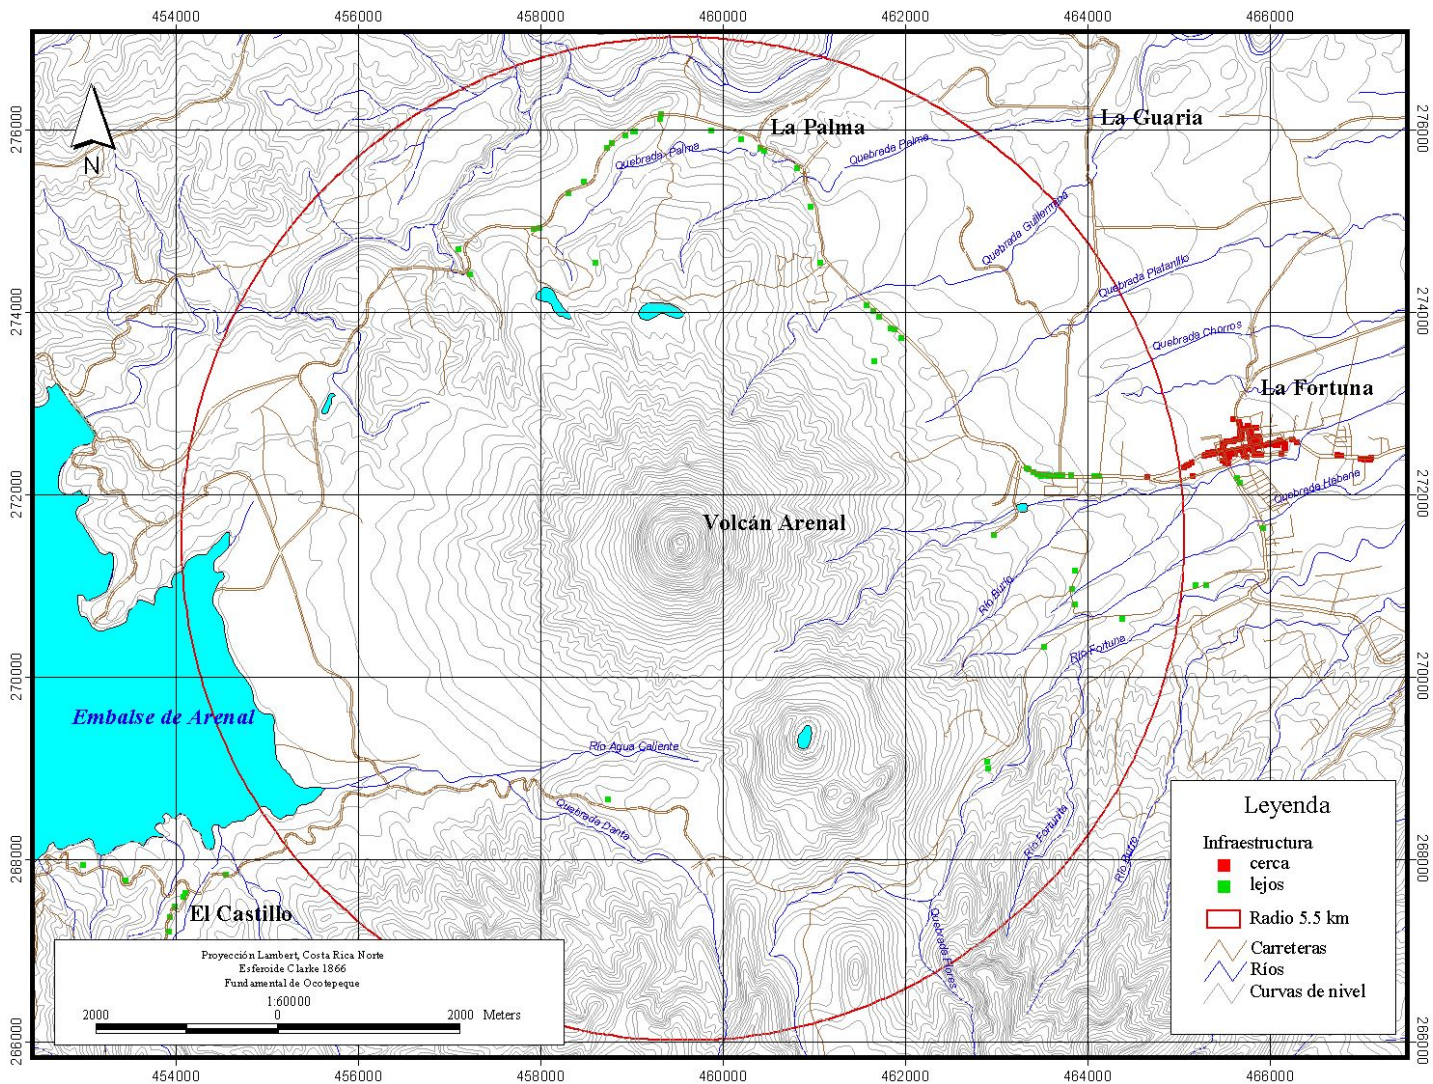 454000 456000 458000 460000 462000 464000 466000
276000 276000
274000 274000
272000 272000
270000 270000
268000 268000
266000 266000
N
La Palma
La Guaria
Quebrada Palma
Quebrada Palma
Quebrada Guillermina
Quebrada Platanillo
Quebrada Chorros
La Fortuna
Quebrada Habana
Volcán Arenal
Río Burío
Río Fortuna
Embalse de Arenal
Río Agua Caliente
Quebrada Danta
Río Fortunita
Quebrada Flores
El Castillo
Leyenda
Infraestructura
cerca
lejos
Radio 5.5 km
Carreteras
Ríos
Curvas de nivel
Proyección Lambert, Costa Rica Norte
Esferoide Clarke 1866
Fundamental de Ocotepeque
1:60000
2000 0 2000 Meters
454000 456000 458000 460000 462000 464000 466000